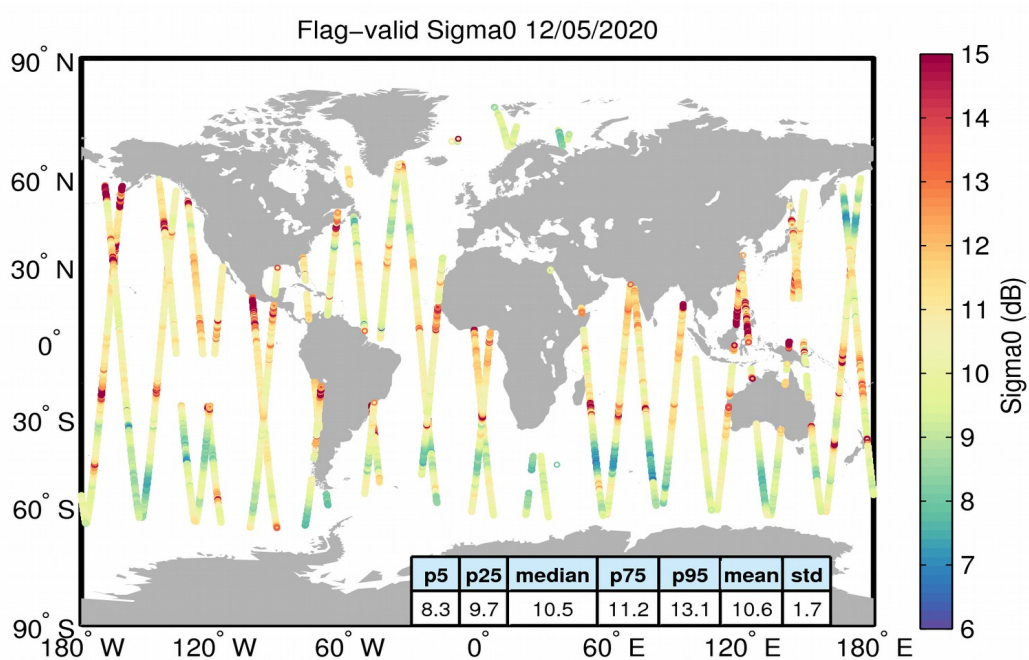 Flag−valid Sigma0 12/05/2020
90° N
60° N
30° N
0°
30° S
60° S
90° S
180° W
120° W
60° W
0°
60° E
120° E
180° E
p5 p25 median p75 p95 mean std
8.3 9.7 10.5 11.2 13.1 10.6 1.7
15
14
13
12
11
10
9
8
7
6
Sigma0 (dB)